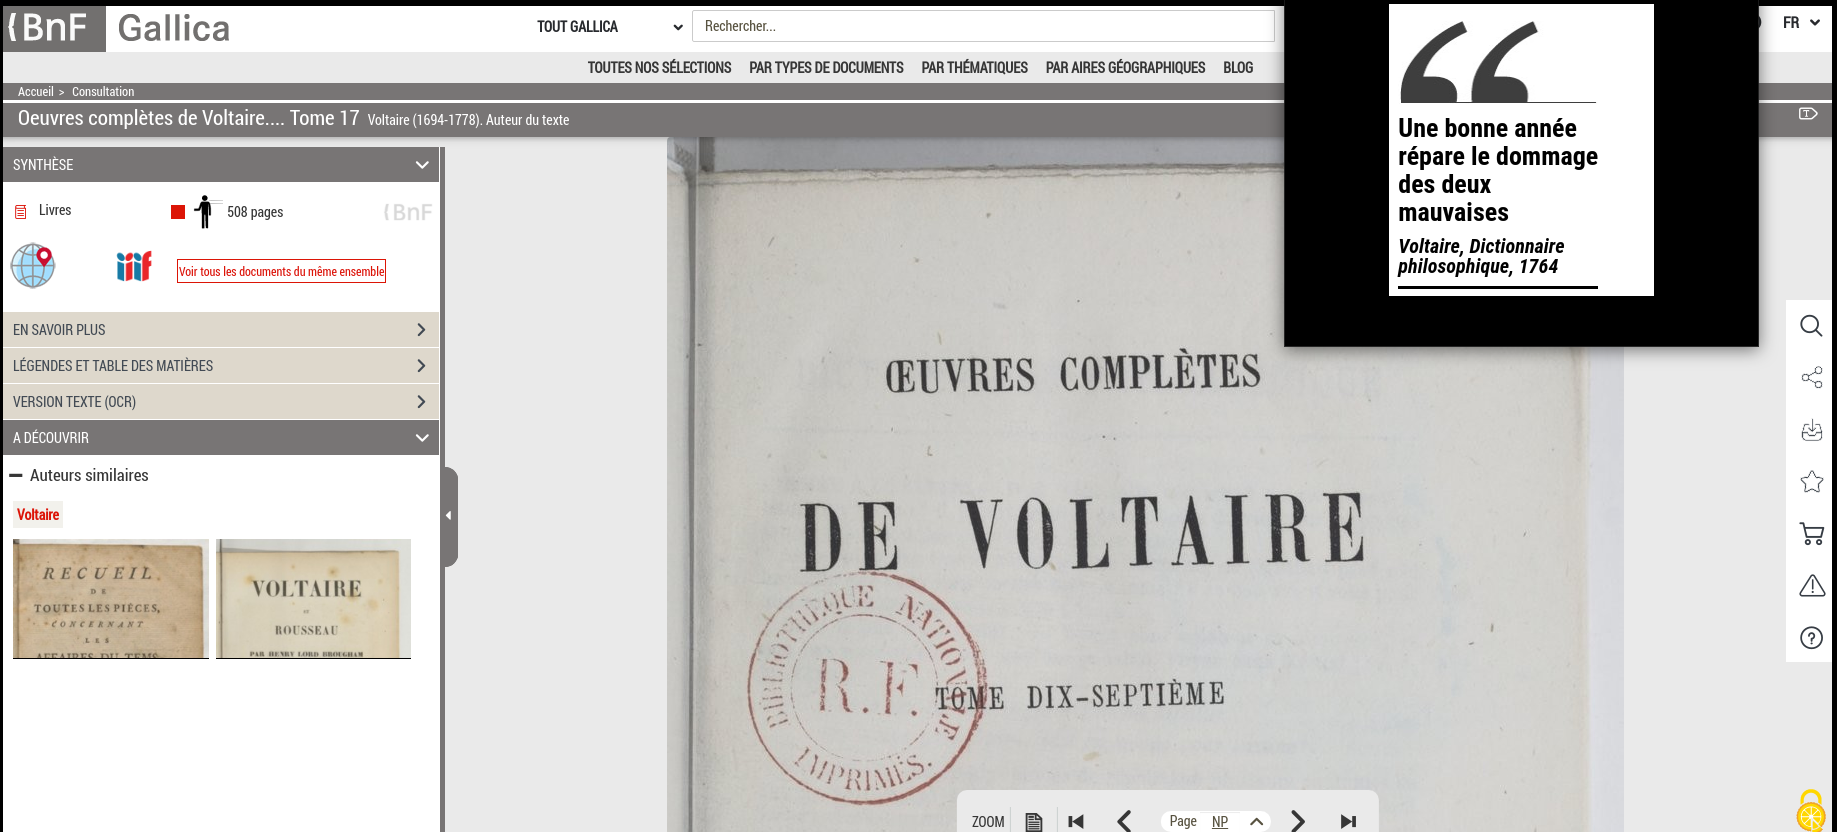 BnF Gallica
TOUT GALLICA
Rechercher...
FR
TOUTES NOS SÉLECTIONS PAR TYPES DE DOCUMENTS PAR THÉMATIQUES PAR AIRES GÉOGRAPHIQUES BLOG
Accueil > Consultation
Oeuvres complètes de Voltaire.... Tome 17 Voltaire (1694-1778). Auteur du texte
T
Une bonne année
répare le dommage
des deux
mauvaises
Voltaire, Dictionnaire
philosophique, 1764
SYNTHÈSE
Livres
508 pages
BnF
iiif
Voir tous les documents du même ensemble
EN SAVOIR PLUS
LÉGENDES ET TABLE DES MATIÈRES
VERSION TEXTE (OCR)
A DÉCOUVRIR
Auteurs similaires
Voltaire
RECUEIL
DE
TOUTES LES PIÉCES,
CONCERNANT
LES
AFFAIRES DU TEMS
VOLTAIRE
ET
ROUSSEAU
PAR HENRY LORD BROUGHAM
ŒUVRES COMPLÈTES
DE VOLTAIRE
BIBLIOTHÈQUE NATIONALE
R.F.
IMPRIMÉS.
TOME DIX-SEPTIÈME
ZOOM
Page NP